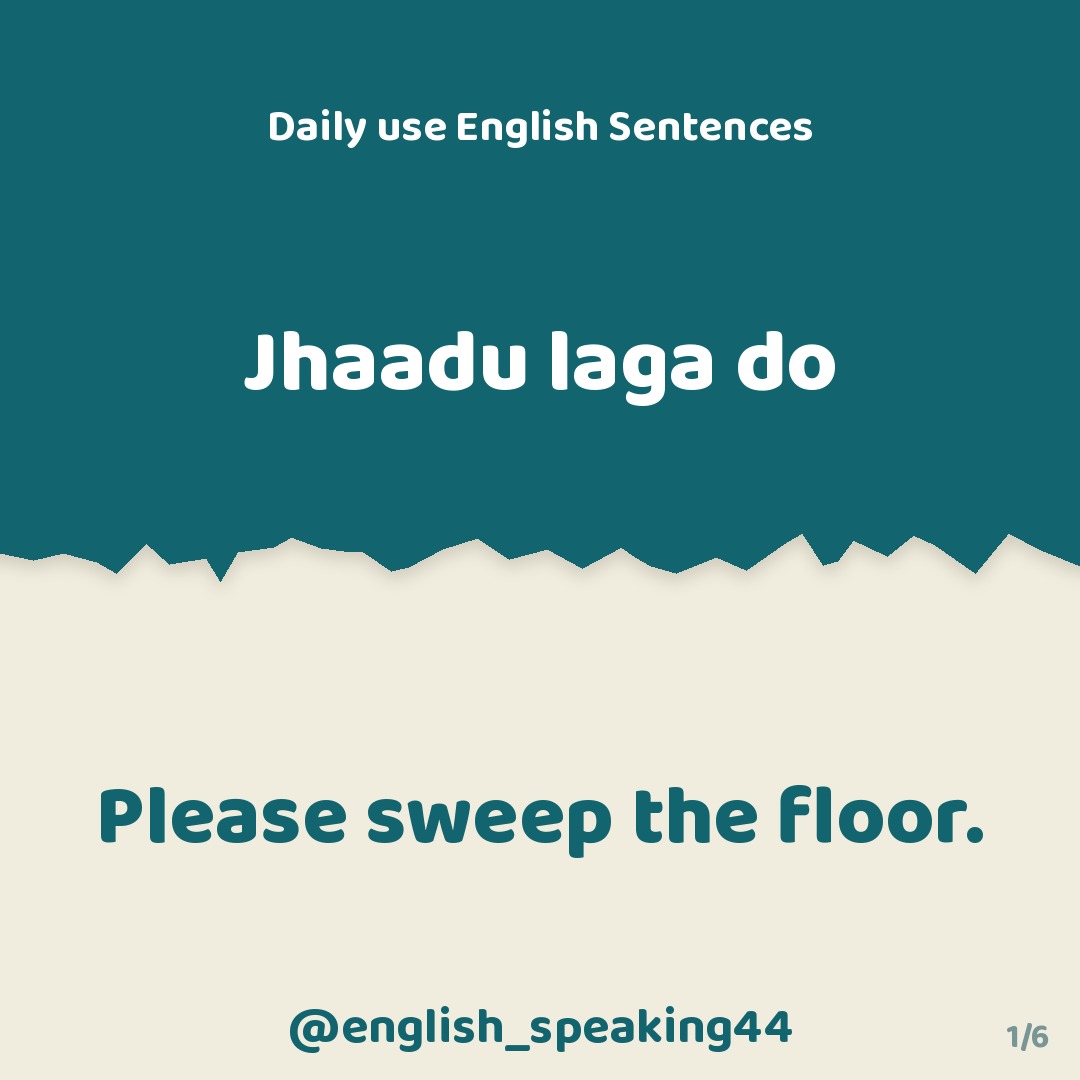 Daily use English Sentences
Jhaadu laga do
Please sweep the floor.
@english_speaking44
1/6